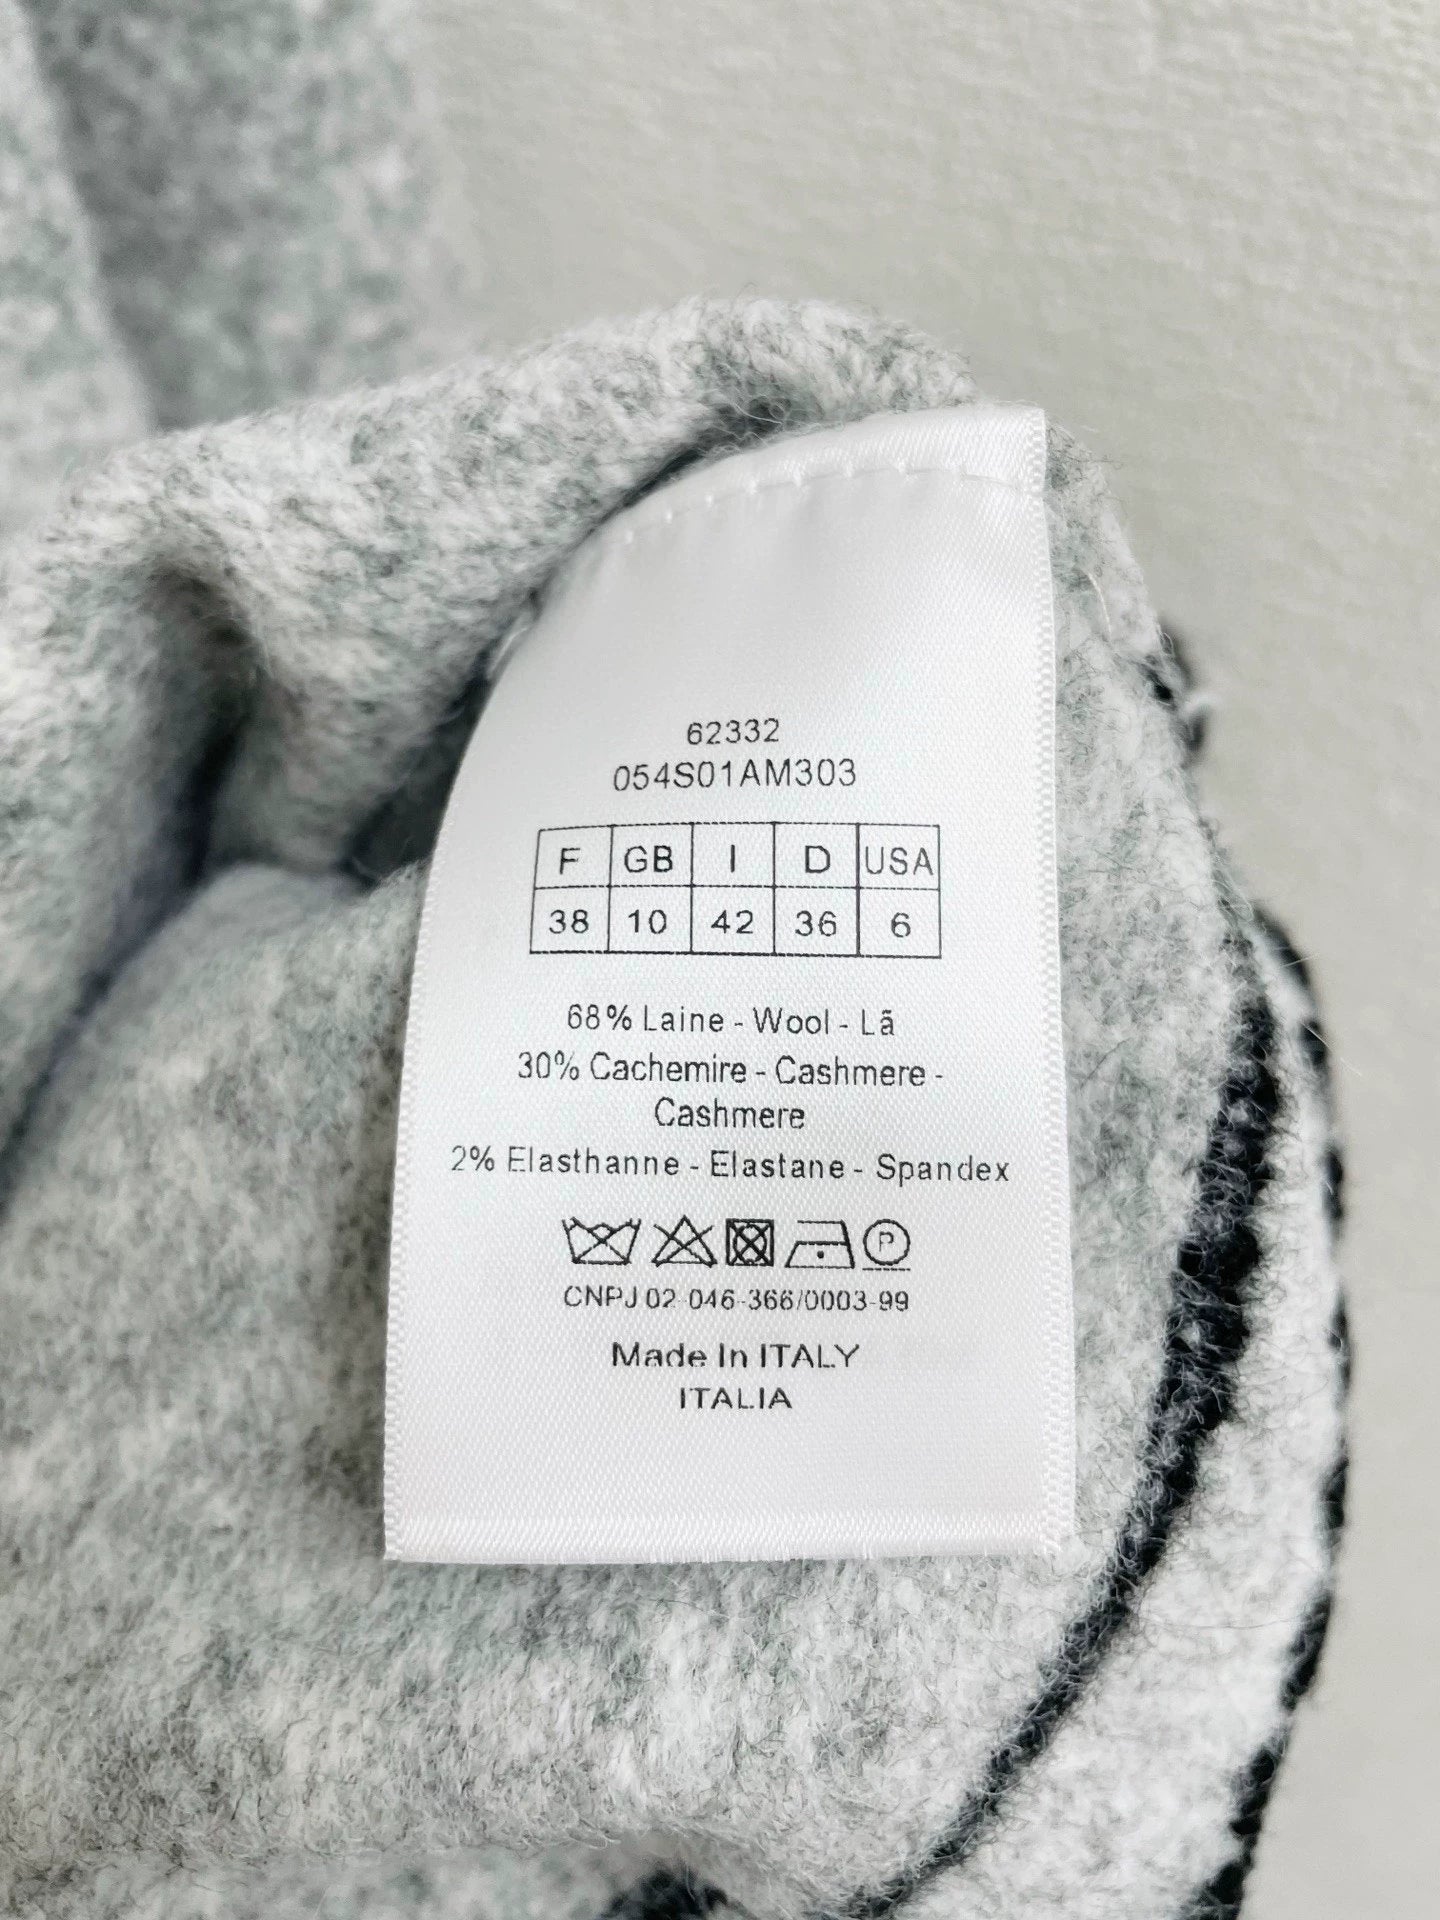 62332
054S01AM303
F GB I D USA
38 10 42 36 6
68% Laine - Wool - Lã
30% Cachemire - Cashmere -
Cashmere
2% Elasthanne - Elastane - Spandex
P
CNPJ 02-046-366/0003-99
Made In ITALY
ITALIA